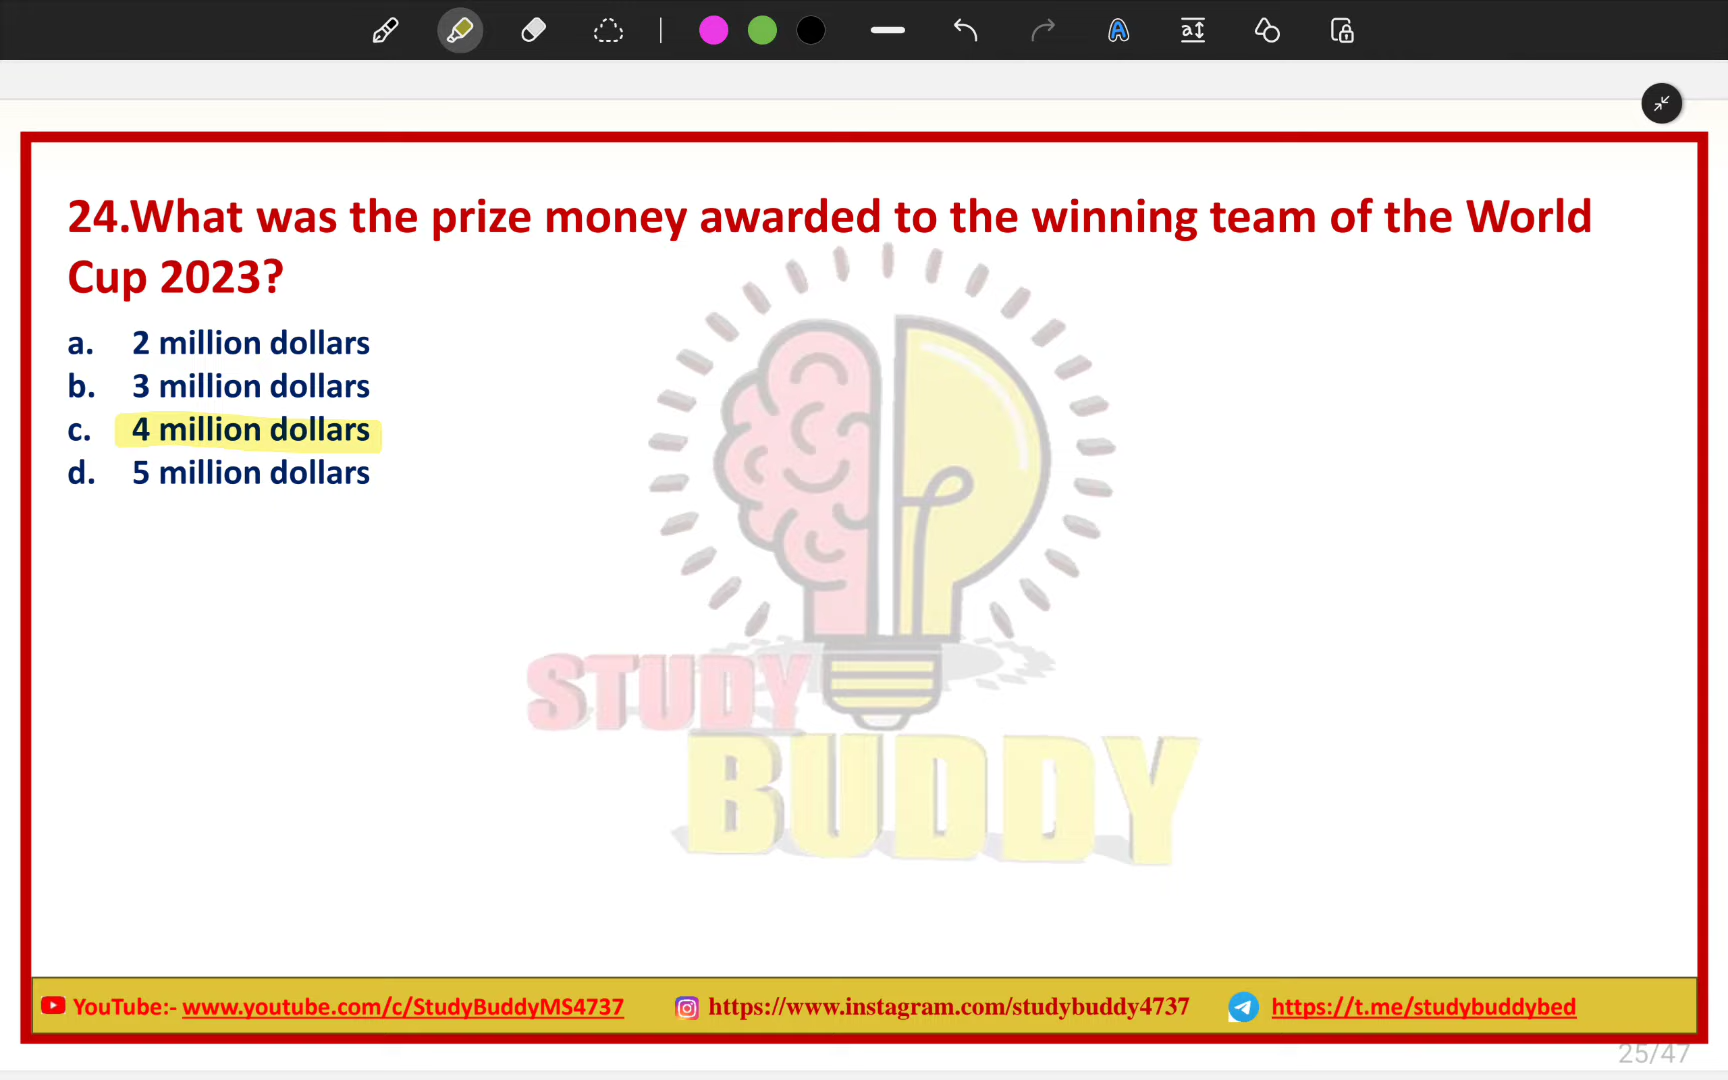 24.What was the prize money awarded to the winning team of the World
Cup 2023?
a. 2 million dollars
b. 3 million dollars
c. 4 million dollars
d. 5 million dollars
STUDY
BUDDY
YouTube:- www.youtube.com/c/StudyBuddyMS4737 https://www.instagram.com/studybuddy4737 https://t.me/studybuddybed
25/47